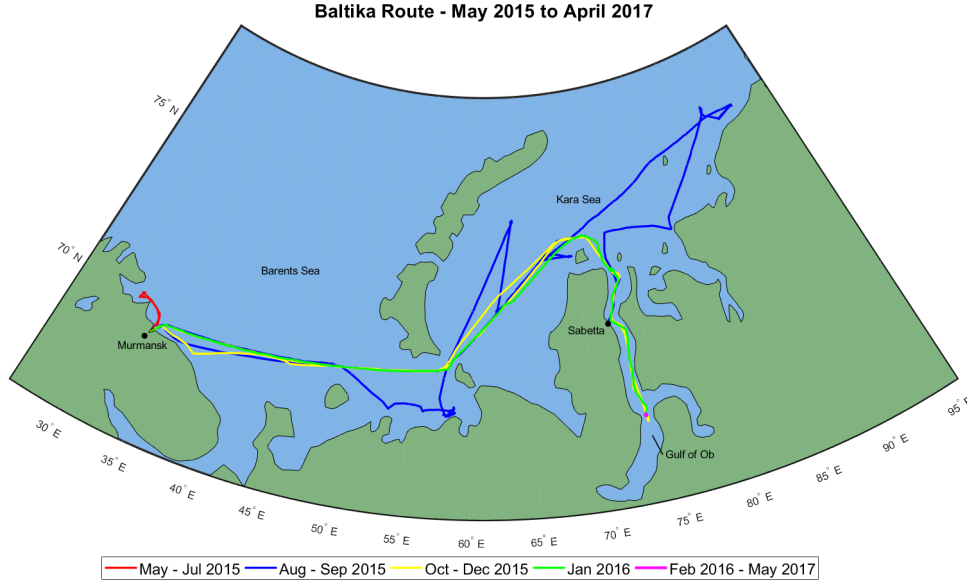 Baltika Route - May 2015 to April 2017
75° N
70° N
Kara Sea
Barents Sea
Sabetta
Murmansk
Gulf of Ob
30° E
35° E
40° E
45° E
50° E
55° E
60° E
65° E
70° E
75° E
80° E
85° E
90° E
95° E
May - Jul 2015 Aug - Sep 2015 Oct - Dec 2015 Jan 2016 Feb 2016 - May 2017